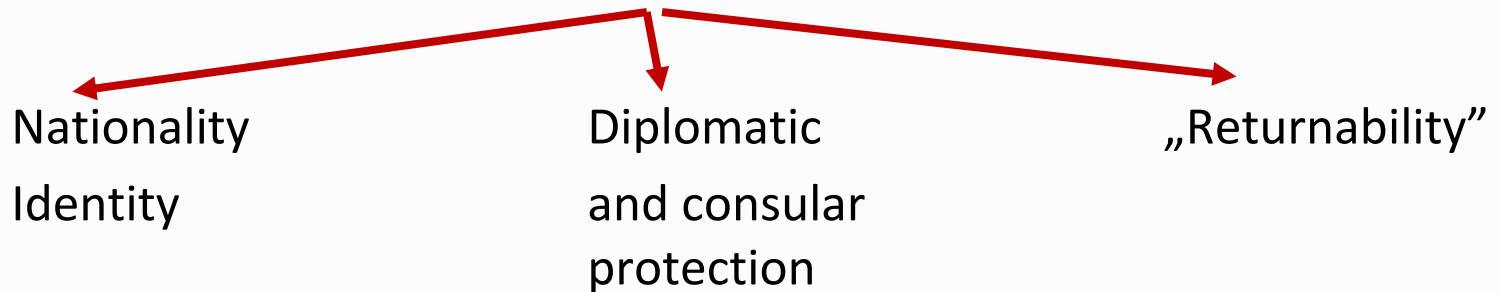 Nationality
Identity
Diplomatic
and consular
protection
„Returnability”